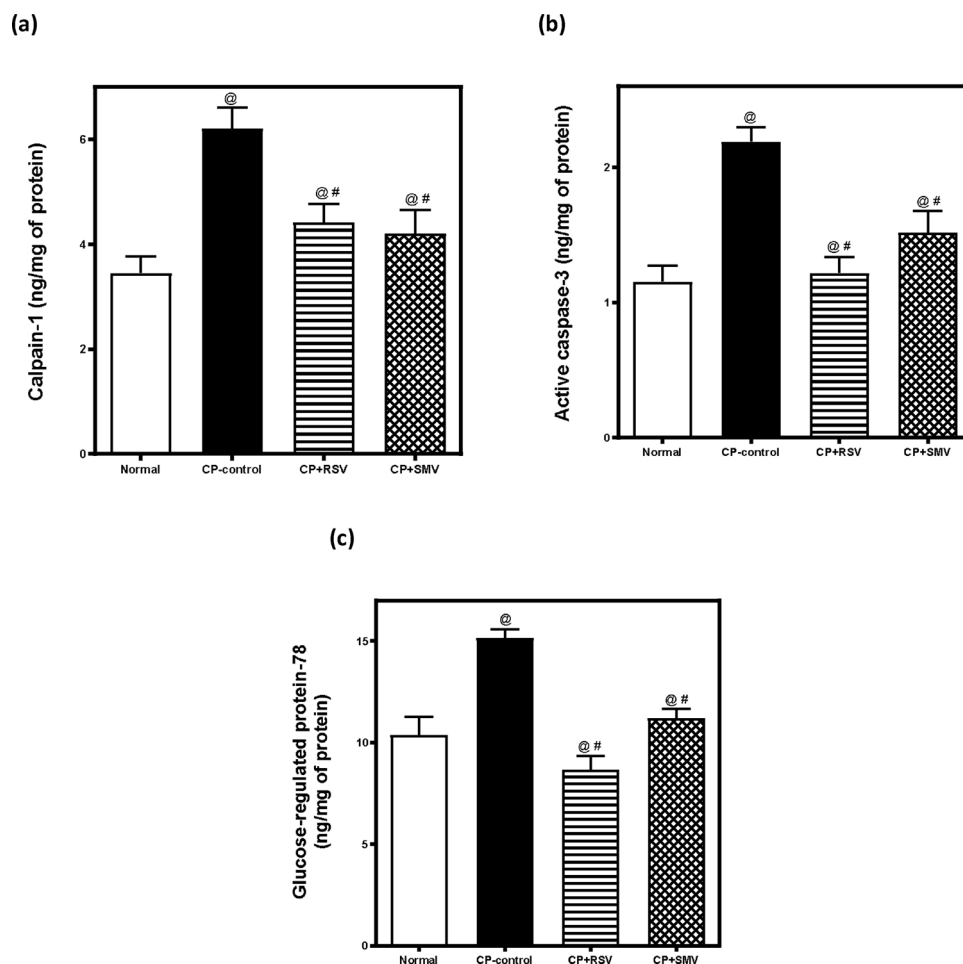 (a)
Calpain-1 (ng/mg of protein)
6
4
2
0
@
@ #
@ #
Normal
CP-control
CP+RSV
CP+SMV
(b)
Active caspase-3 (ng/mg of protein)
2
1
0
@
@ #
@ #
Normal
CP-control
CP+RSV
CP+SMV
(c)
Glucose-regulated protein-78
(ng/mg of protein)
15
10
5
0
@
@ #
@ #
Normal
CP-control
CP+RSV
CP+SMV